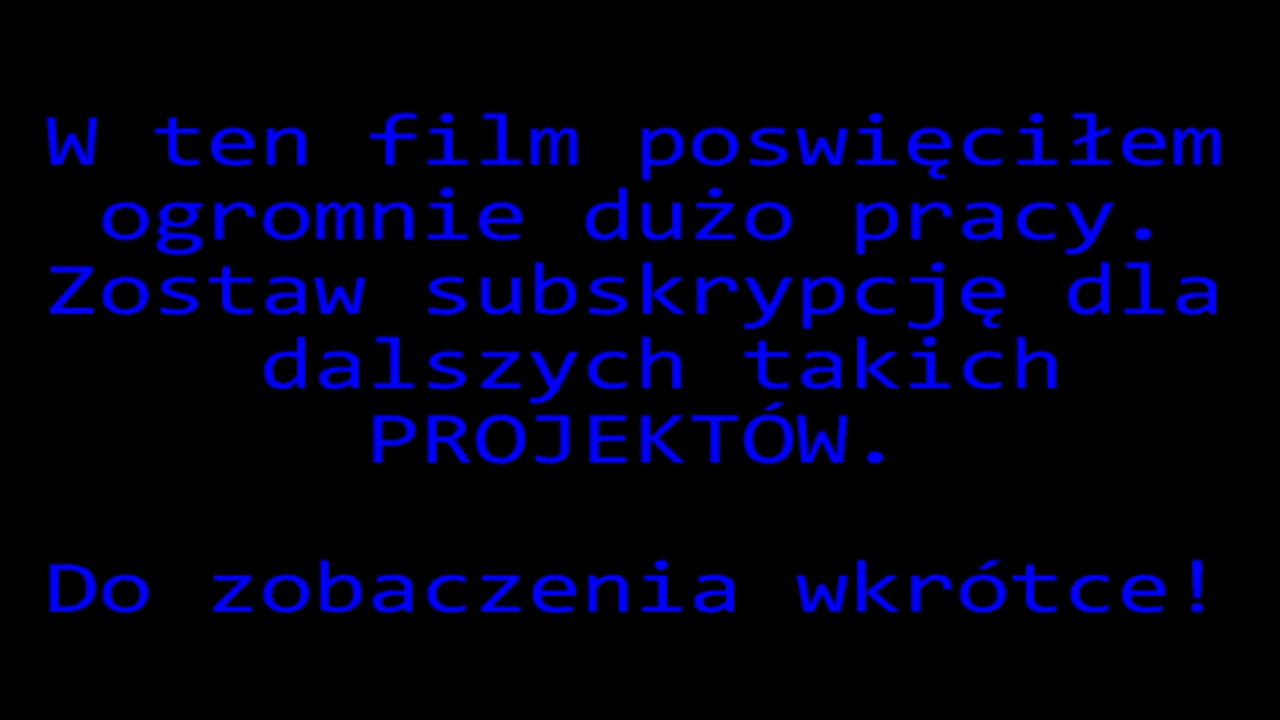 W ten film poswięciłem
ogromnie dużo pracy.
Zostaw subskrypcję dla
dalszych takich
PROJEKTÓW.
Do zobaczenia wkrótce!